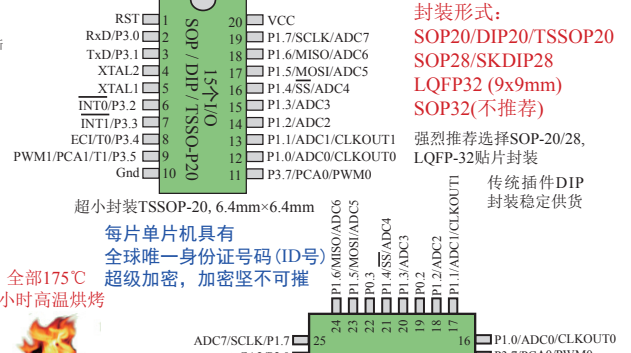 封装形式:
SOP20/DIP20/TSSOP20
SOP28/SKDIP28
LQFP32 (9x9mm)
SOP32(不推荐)
强烈推荐选择SOP-20/28,
LQFP-32贴片封装
传统插件DIP
封装稳定供货
RST 1 20 VCC
RxD/P3.0 2 19 P1.7/SCLK/ADC7
TxD/P3.1 3 18 P1.6/MISO/ADC6
XTAL2 4 17 P1.5/MOSI/ADC5
XTAL1 5 16 P1.4/SS/ADC4
INT0/P3.2 6 15 P1.3/ADC3
INT1/P3.3 7 14 P1.2/ADC2
ECI/T0/P3.4 8 13 P1.1/ADC1/CLKOUT1
PWM1/PCA1/T1/P3.5 9 12 P1.0/ADC0/CLKOUT0
Gnd 10 11 P3.7/PCA0/PWM0
15个I/O
SOP / DIP / TSSO-P20
超小封装TSSOP-20, 6.4mm×6.4mm
每片单片机具有
全球唯一身份证号码(ID号)
超级加密，加密坚不可摧
全部175℃
小时高温烘烤
P1.6/MISO/ADC6 24
P1.5/MOSI/ADC5 23
P0.3 22
P1.4/SS/ADC4 21
P1.3/ADC3 20
P0.2 19
P1.2/ADC2 18
P1.1/ADC1/CLKOUT1 17
ADC7/SCLK/P1.7 25 16 P1.0/ADC0/CLKOUT0